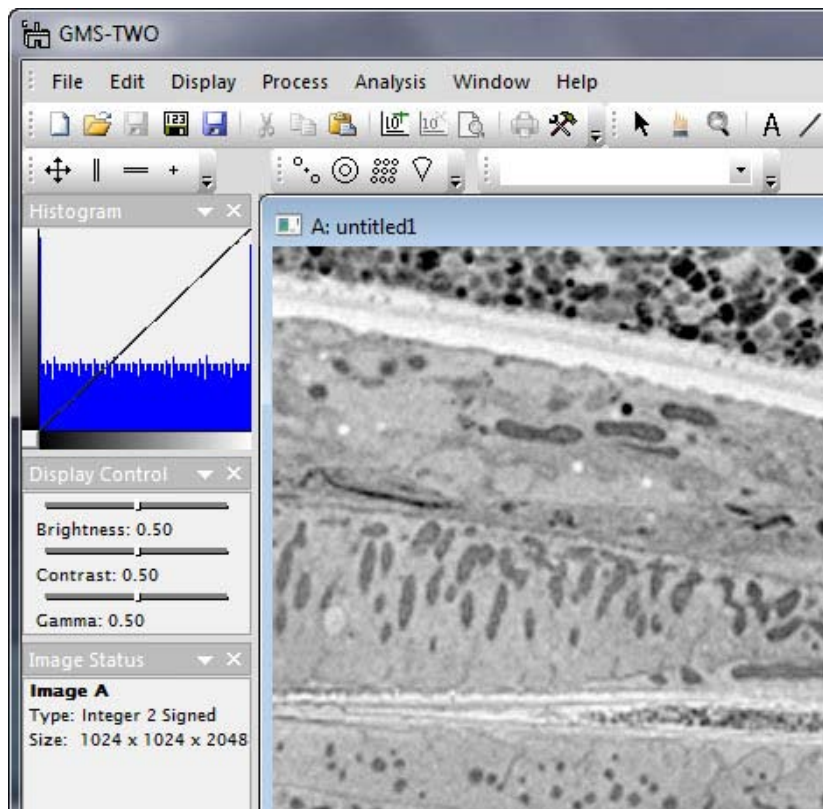 GMS-TWO
File Edit Display Process Analysis Window Help
123
A
Histogram
A: untitled1
Display Control
Brightness: 0.50
Contrast: 0.50
Gamma: 0.50
Image Status
Image A
Type: Integer 2 Signed
Size: 1024 x 1024 x 2048